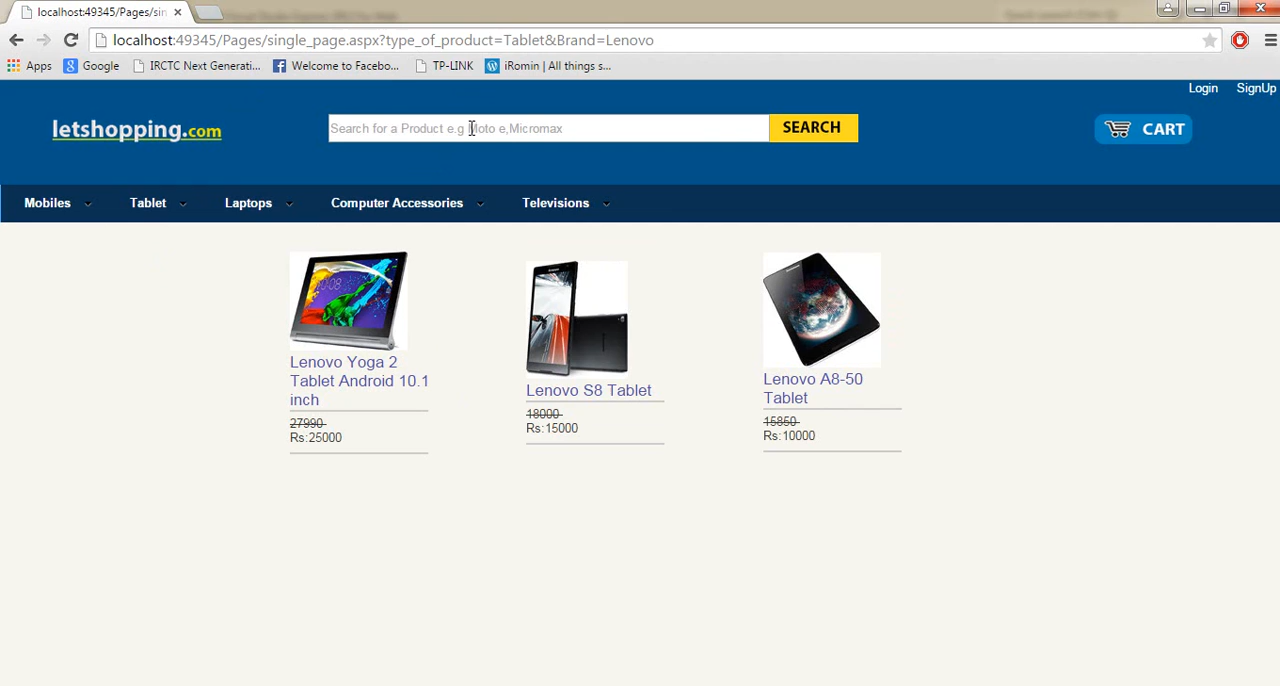 localhost:49345/Pages/sin
localhost:49345/Pages/single_page.aspx?type_of_product=Tablet&Brand=Lenovo
Apps Google IRCTC Next Generati... Welcome to Facebo... TP-LINK iRomin | All things s...
Login SignUp
letshopping.com
Search for a Product e.g Moto e,Micromax
SEARCH
CART
Mobiles Tablet Laptops Computer Accessories Televisions
Lenovo Yoga 2
Tablet Android 10.1
inch
27990
Rs:25000
Lenovo S8 Tablet
18000
Rs:15000
Lenovo A8-50
Tablet
15850
Rs:10000